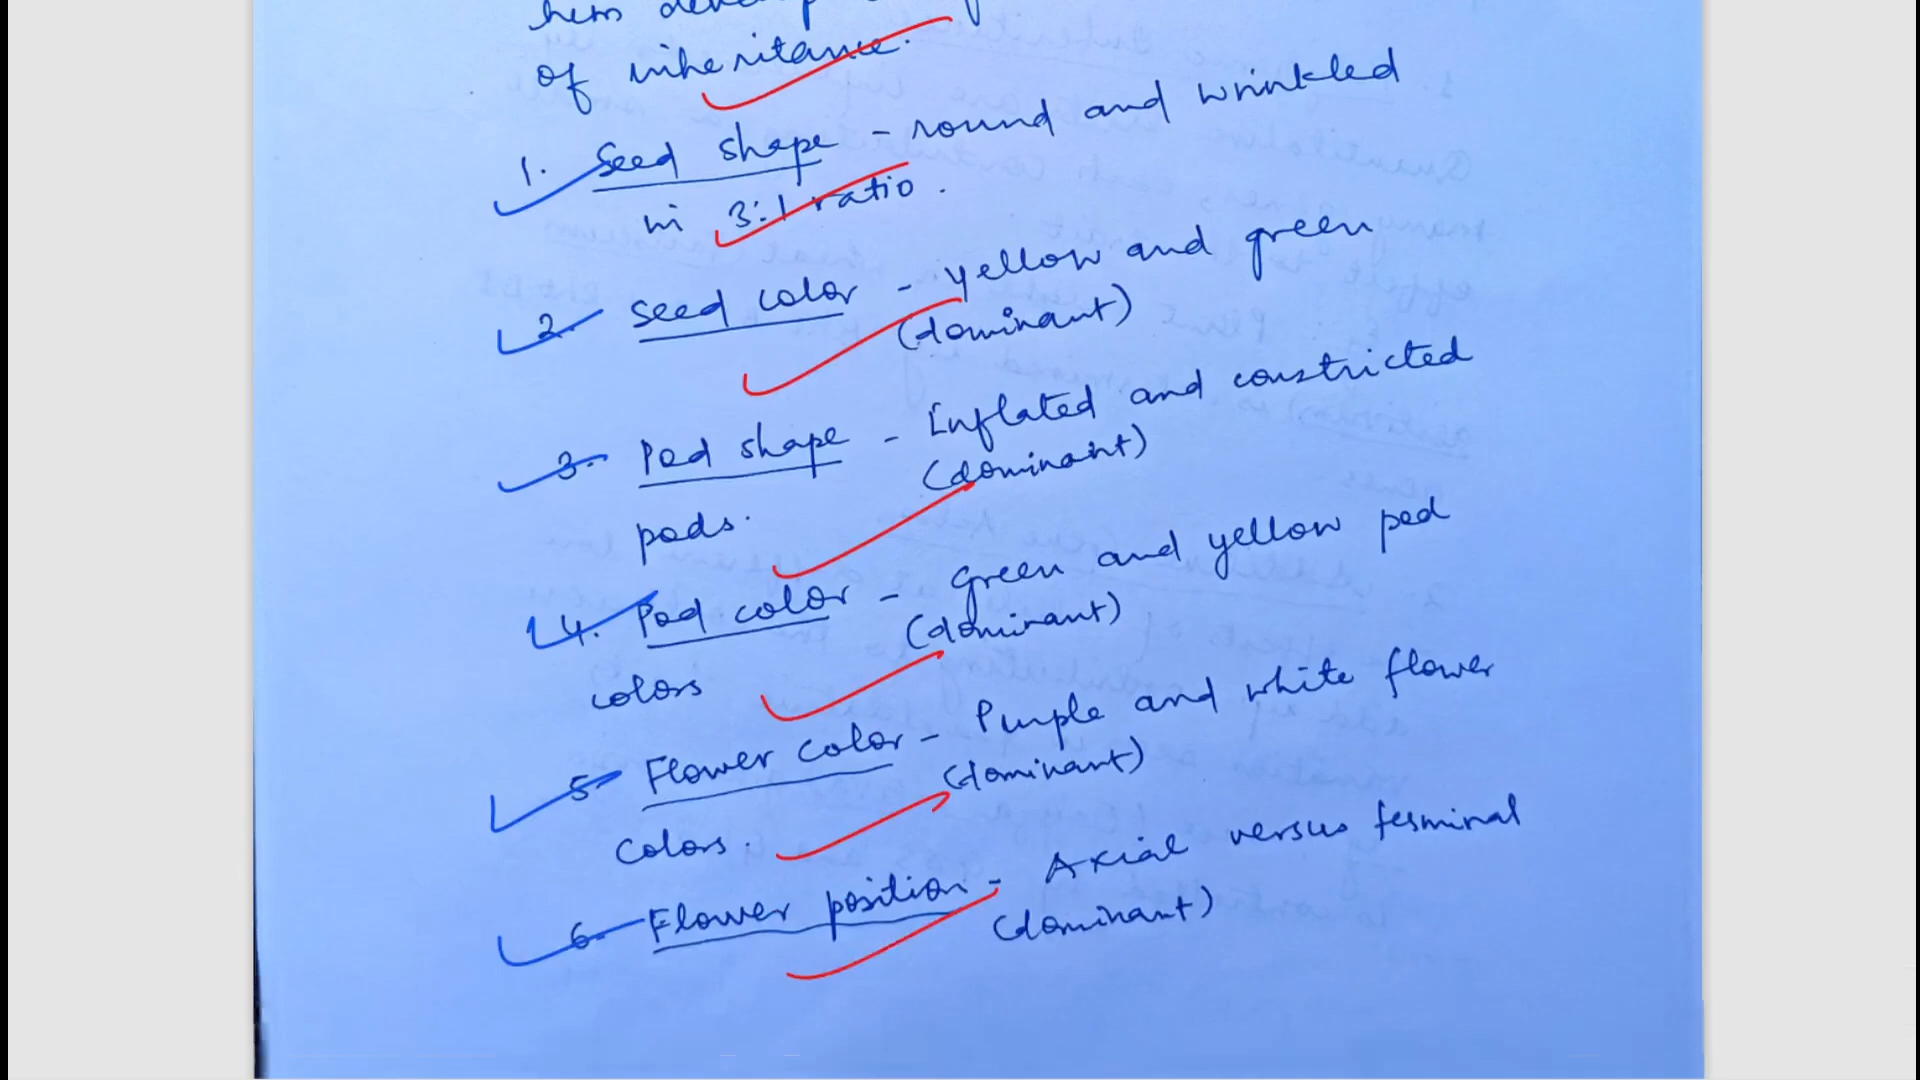 of inheritance.
1. Seed shape - round and wrinkled
in 3:1 ratio.
2. Seed color - yellow and green
(dominant)
3. Pod shape - Inflated and constricted
(dominant)
pods.
4. Pod color - Green and yellow pod
(dominant)
colors
5. Flower color - Purple and white flower
(dominant)
colors.
6. Flower position - Axial versus terminal
(dominant)